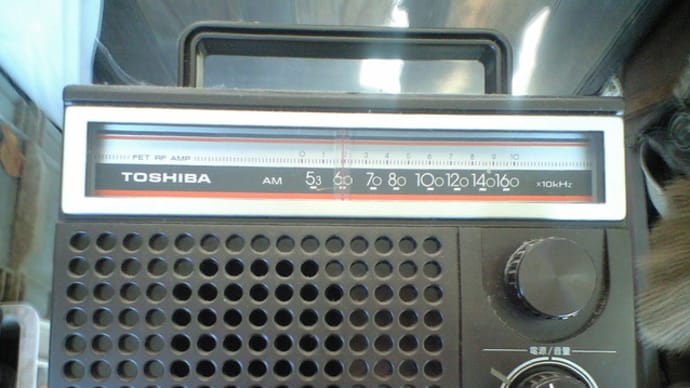 0 1 2 3 4 5 6 7 8 9 10
FET RF AMP
TOSHIBA AM 53 60 70 80 100 120 140 160 ×10kHz
電源/音量